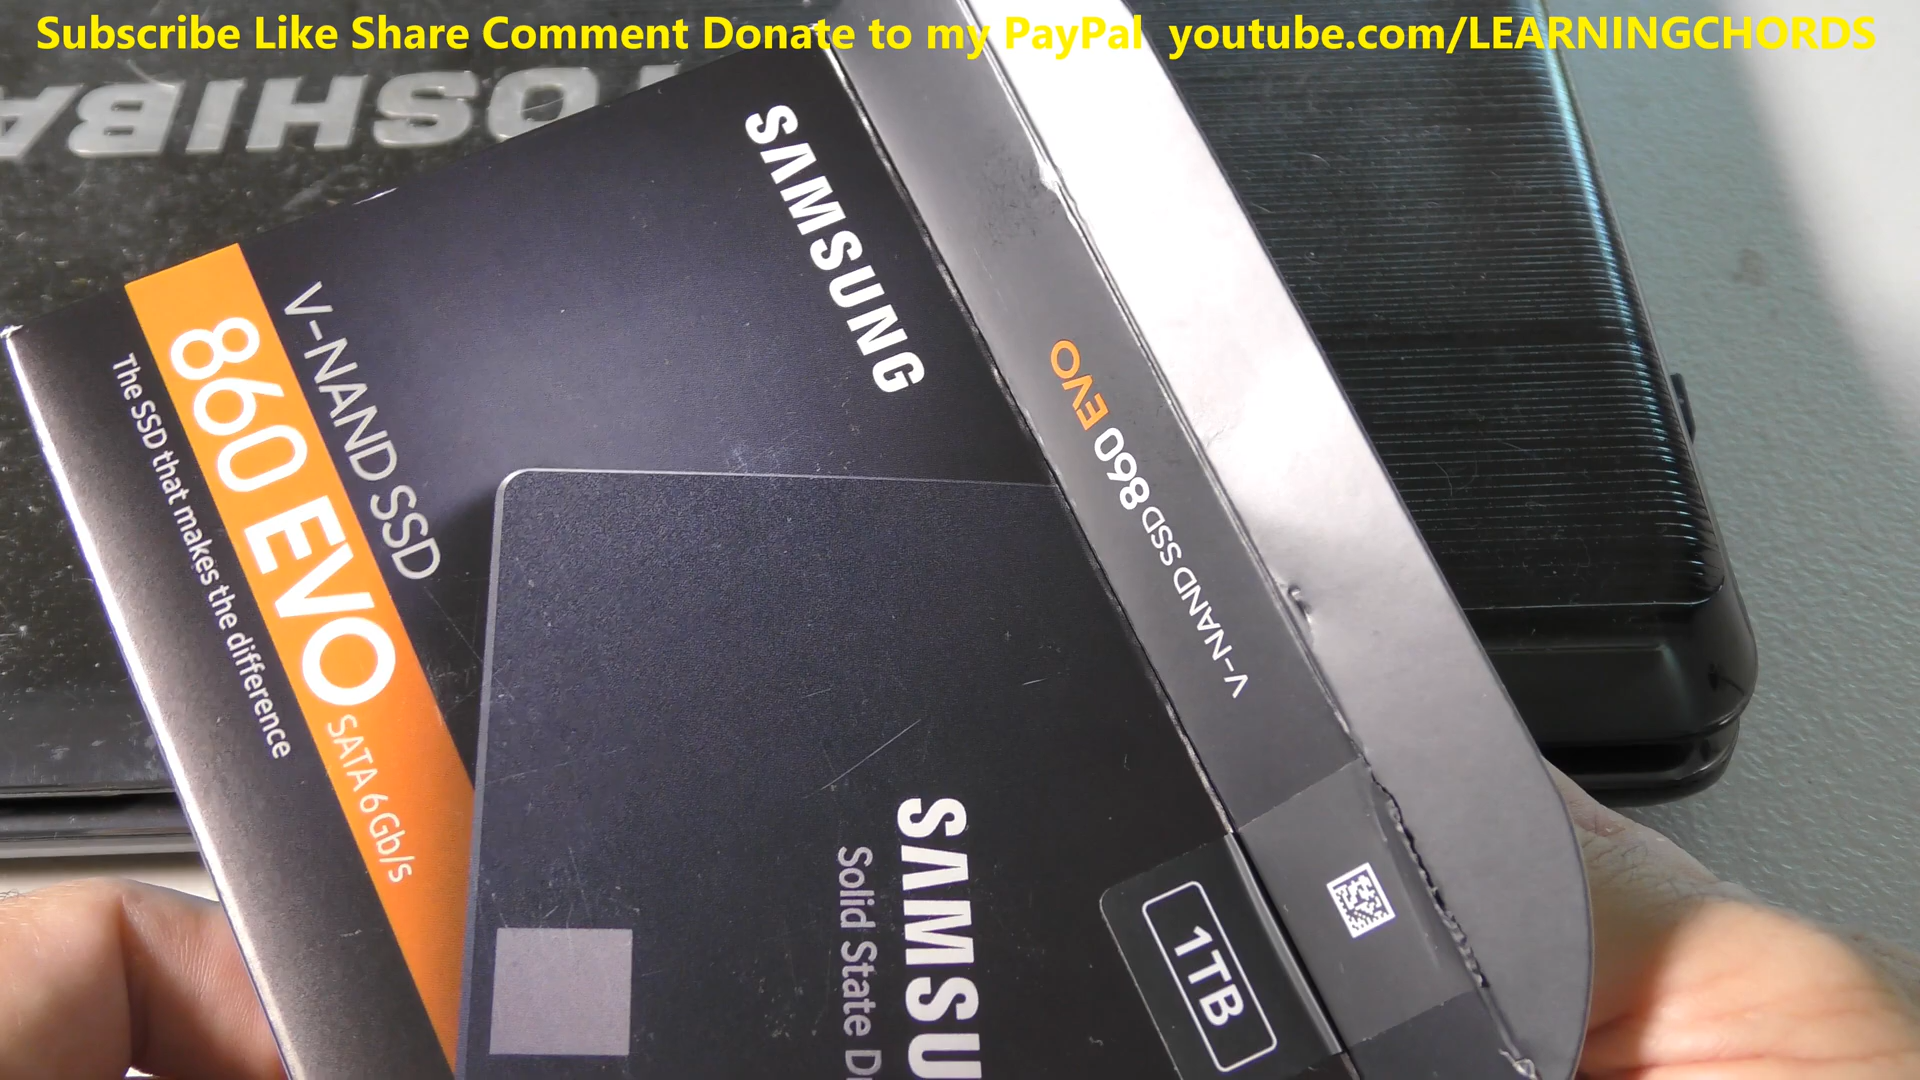 Subscribe Like Share Comment Donate to my PayPal youtube.com/LEARNINGCHORDS
TOSHIBA
SAMSUNG
V-NAND SSD
860 EVO SATA 6Gb/s
The SSD that makes the difference
V-NAND SSD 860 EVO
SAMSU
Solid State D
1TB